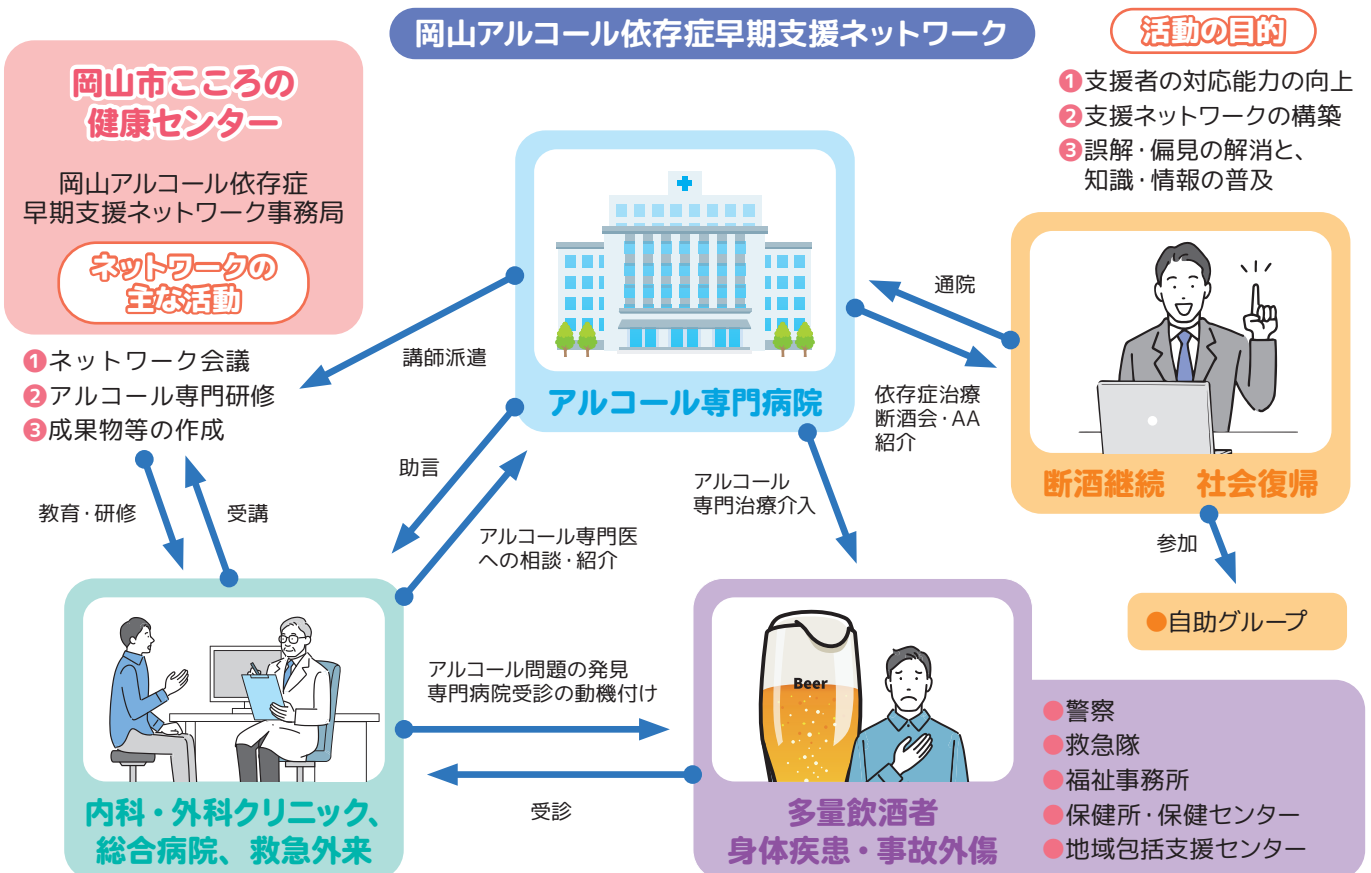 岡山アルコール依存症早期支援ネットワーク
活動の目的
❶支援者の対応能力の向上
❷支援ネットワークの構築
❸誤解・偏見の解消と、
知識・情報の普及
岡山市こころの
健康センター
岡山アルコール依存症
早期支援ネットワーク事務局
ネットワークの
主な活動
❶ネットワーク会議
❷アルコール専門研修
❸成果物等の作成
講師派遣
アルコール専門病院
通院
依存症治療
断酒会・AA
紹介
断酒継続 社会復帰
参加
●自助グループ
教育・研修
受講
助言
アルコール専門医
への相談・紹介
アルコール
専門治療介入
内科・外科クリニック、
総合病院、救急外来
アルコール問題の発見
専門病院受診の動機付け
受診
Beer
多量飲酒者
身体疾患・事故外傷
●警察
●救急隊
●福祉事務所
●保健所・保健センター
●地域包括支援センター